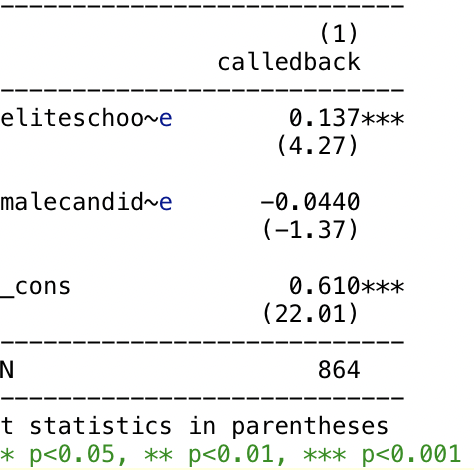 ----------------------------
(1)
calledback
----------------------------
eliteschoo~e 0.137***
(4.27)
malecandid~e -0.0440
(-1.37)
_cons 0.610***
(22.01)
----------------------------
N 864
----------------------------
t statistics in parentheses
* p<0.05, ** p<0.01, *** p<0.001